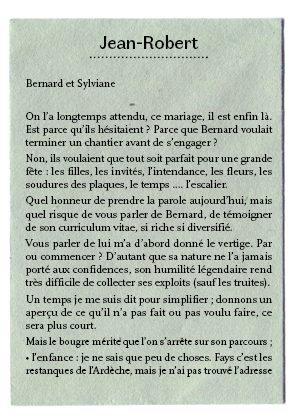 Jean-Robert
Bernard et Sylviane
On l'a longtemps attendu, ce mariage, il est enfin là.
Est parce qu'ils hésitaient ? Parce que Bernard voulait
terminer un chantier avant de s'engager ?
Non, ils voulaient que tout soit parfait pour une grande
fête : les filles, les invités, l'intendance, les fleurs, les
soudures des plaques, le temps .... l'escalier.
Quel honneur de prendre la parole aujourd'hui, mais
quel risque de vous parler de Bernard, de témoigner
de son curriculum vitae, si riche si diversifié.
Vous parler de lui m'a d'abord donné le vertige. Par
ou commencer ? D'autant que sa nature ne l'a jamais
porté aux confidences, son humilité légendaire rend
très difficile de collecter ses exploits (sauf les truites).
Un temps je me suis dit pour simplifier ; donnons un
aperçu de ce qu'il n'a pas fait ou pas voulu faire, ce
sera plus court.
Mais le bougre mérite que l'on s'arrête sur son parcours ;
• l'enfance : je ne sais que peu de choses. Fays c'est les
restanques de l'Ardèche, mais je n'ai pas trouvé l'adresse